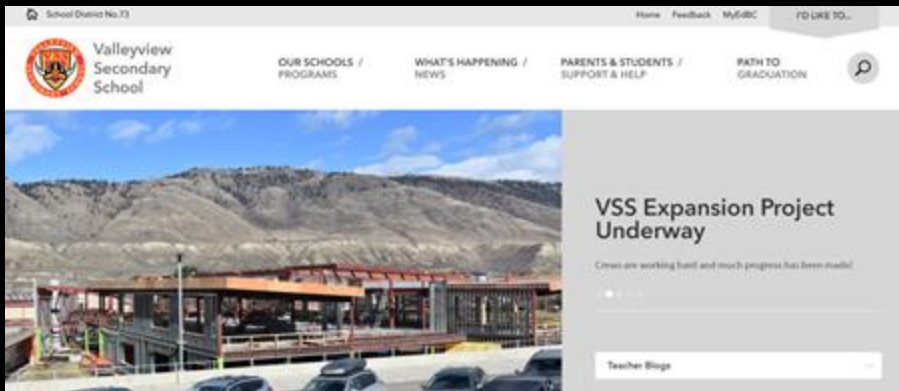 School District No.73
Home Feedback MyEdBC I'D LIKE TO...
VSS
Valleyview
Secondary
School
OUR SCHOOLS /
PROGRAMS
WHAT'S HAPPENING /
NEWS
PARENTS & STUDENTS /
SUPPORT & HELP
PATH TO
GRADUATION
VSS Expansion Project
Underway
Crews are working hard and much progress has been made!
Teacher Blogs